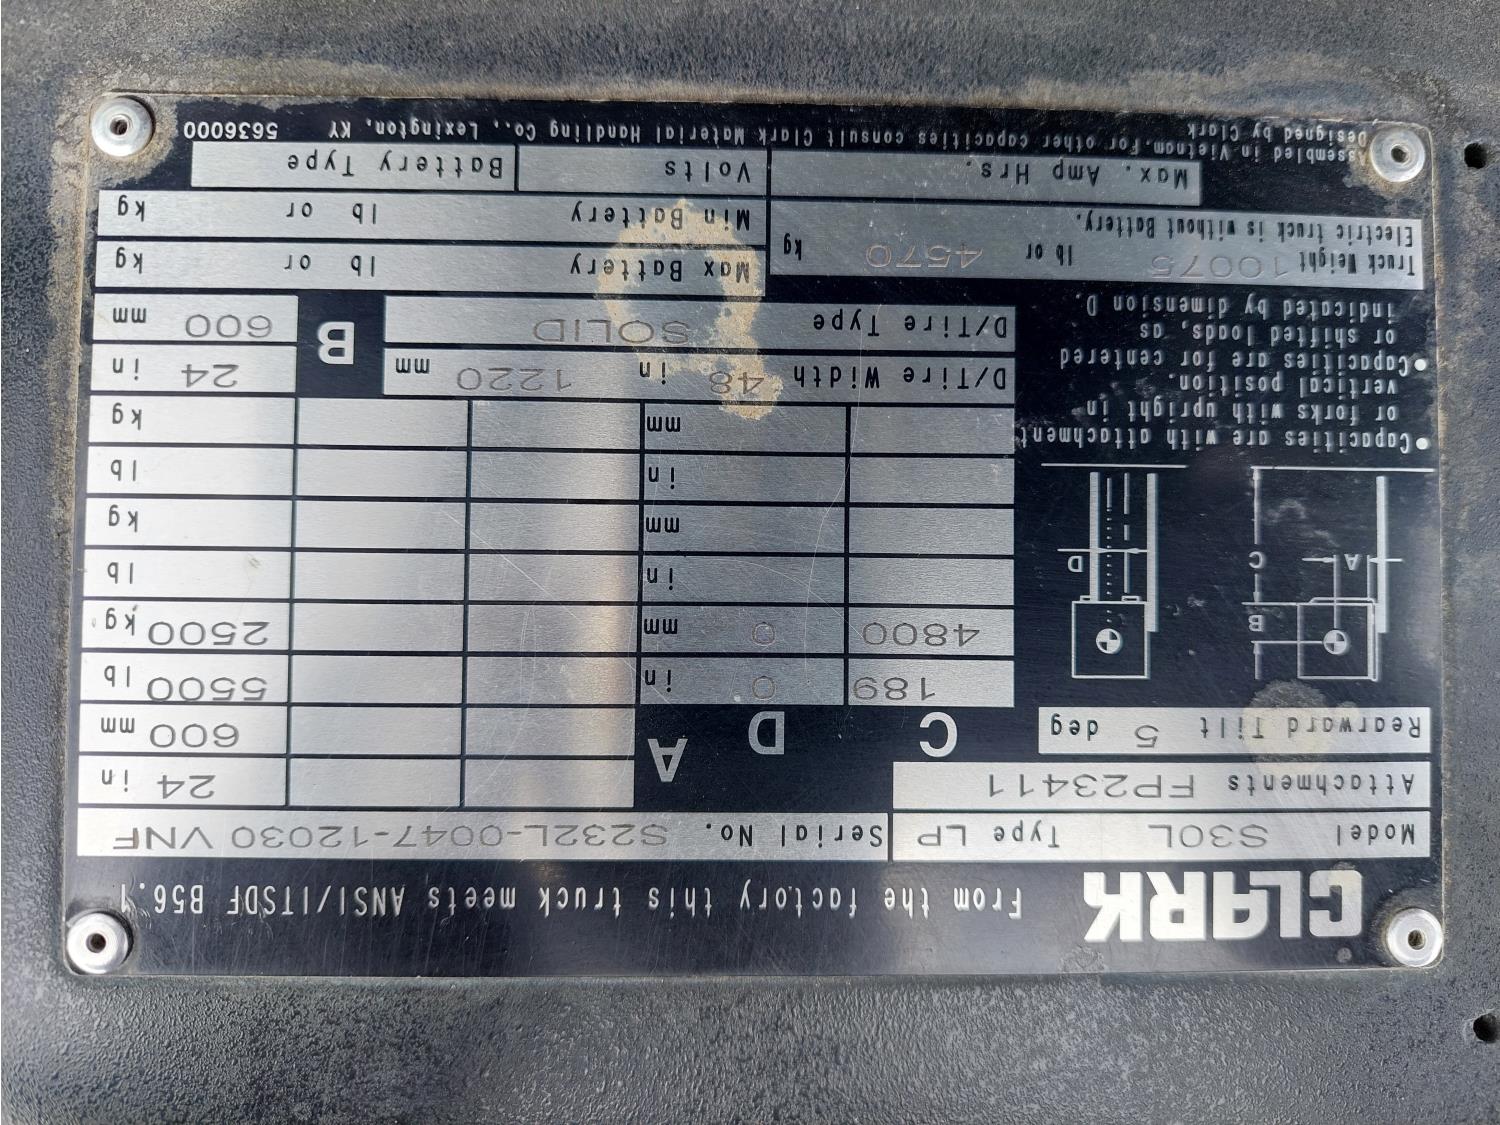 CLARK From the factory this truck meets ANSI/ITSDF B56.1
Model S30L Type LP Serial No. S232L-0047-12030 VNF
Attachments FP23411
Rearward Tilt 5 deg
C D A
24 in
600 mm
189 0 in 5500 lb
4800 0 mm 2500 kg
in lb
mm kg
in lb
mm kg
A B C D
•Capacities are with attachment
or forks with upright in
vertical position.
•Capacities are for centered
or shifted loads, as
indicated by dimension D.
D/Tire Width 48 in 1220 mm
D/Tire Type SOLID
B
24 in
600 mm
Truck Weight 10075 lb or 4570 kg
Electric truck is without Battery.
Max Battery lb or kg
Min Battery lb or kg
Max. Amp Hrs. Volts Battery Type
Assembled in Vietnam. For other capacities consult Clark Material Handling Co., Lexington, KY 5636000
Designed by Clark